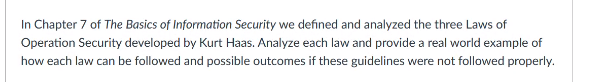 In Chapter 7 of The Basics of Information Security we defined and analyzed the three Laws of
Operation Security developed by Kurt Haas. Analyze each law and provide a real world example of
how each law can be followed and possible outcomes if these guidelines were not followed properly.